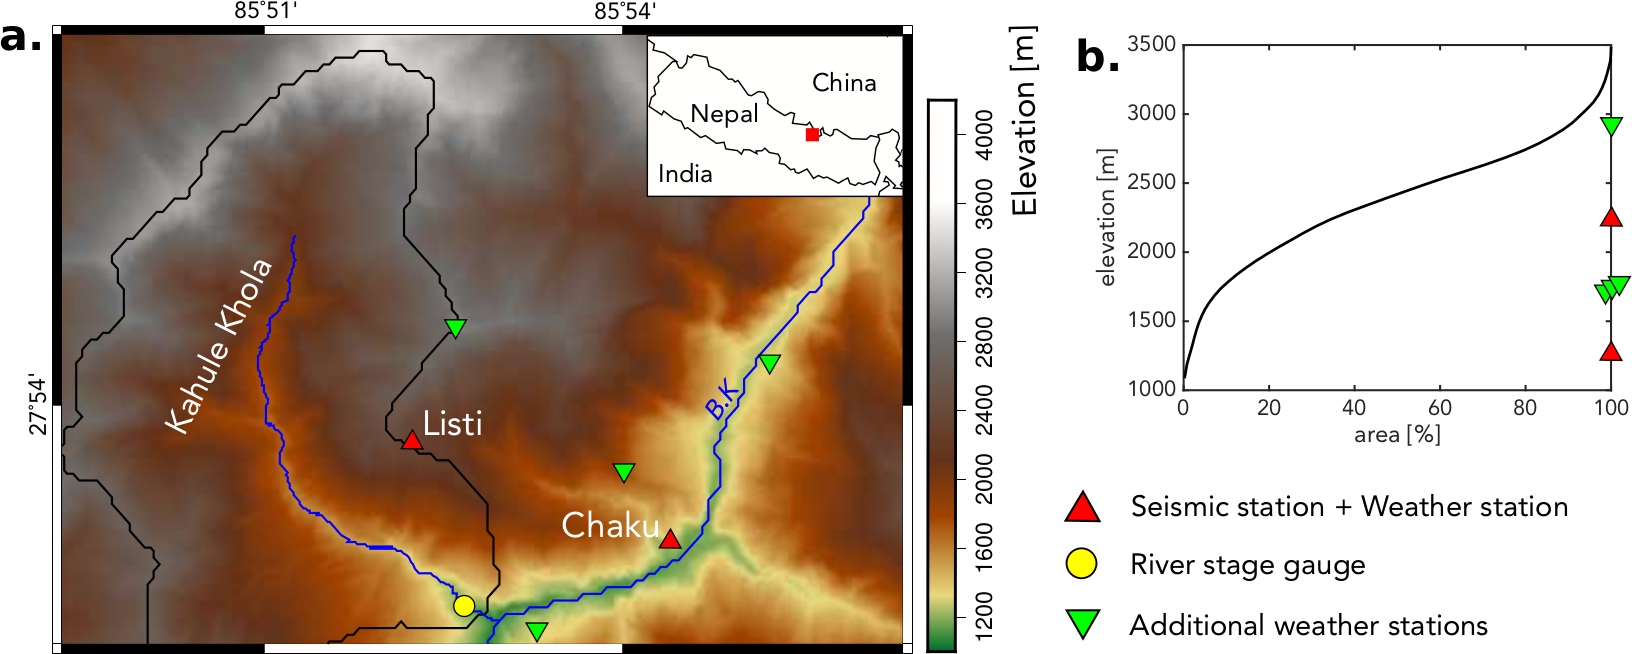 a.
85°51'
85°54'
27°54'
China
Nepal
India
Kahule Khola
Listi
B.K
Chaku
Elevation [m]
4000
3600
3200
2800
2400
2000
1600
1200
b.
3500
3000
2500
2000
1500
1000
elevation [m]
0 20 40 60 80 100
area [%]
Seismic station + Weather station
River stage gauge
Additional weather stations